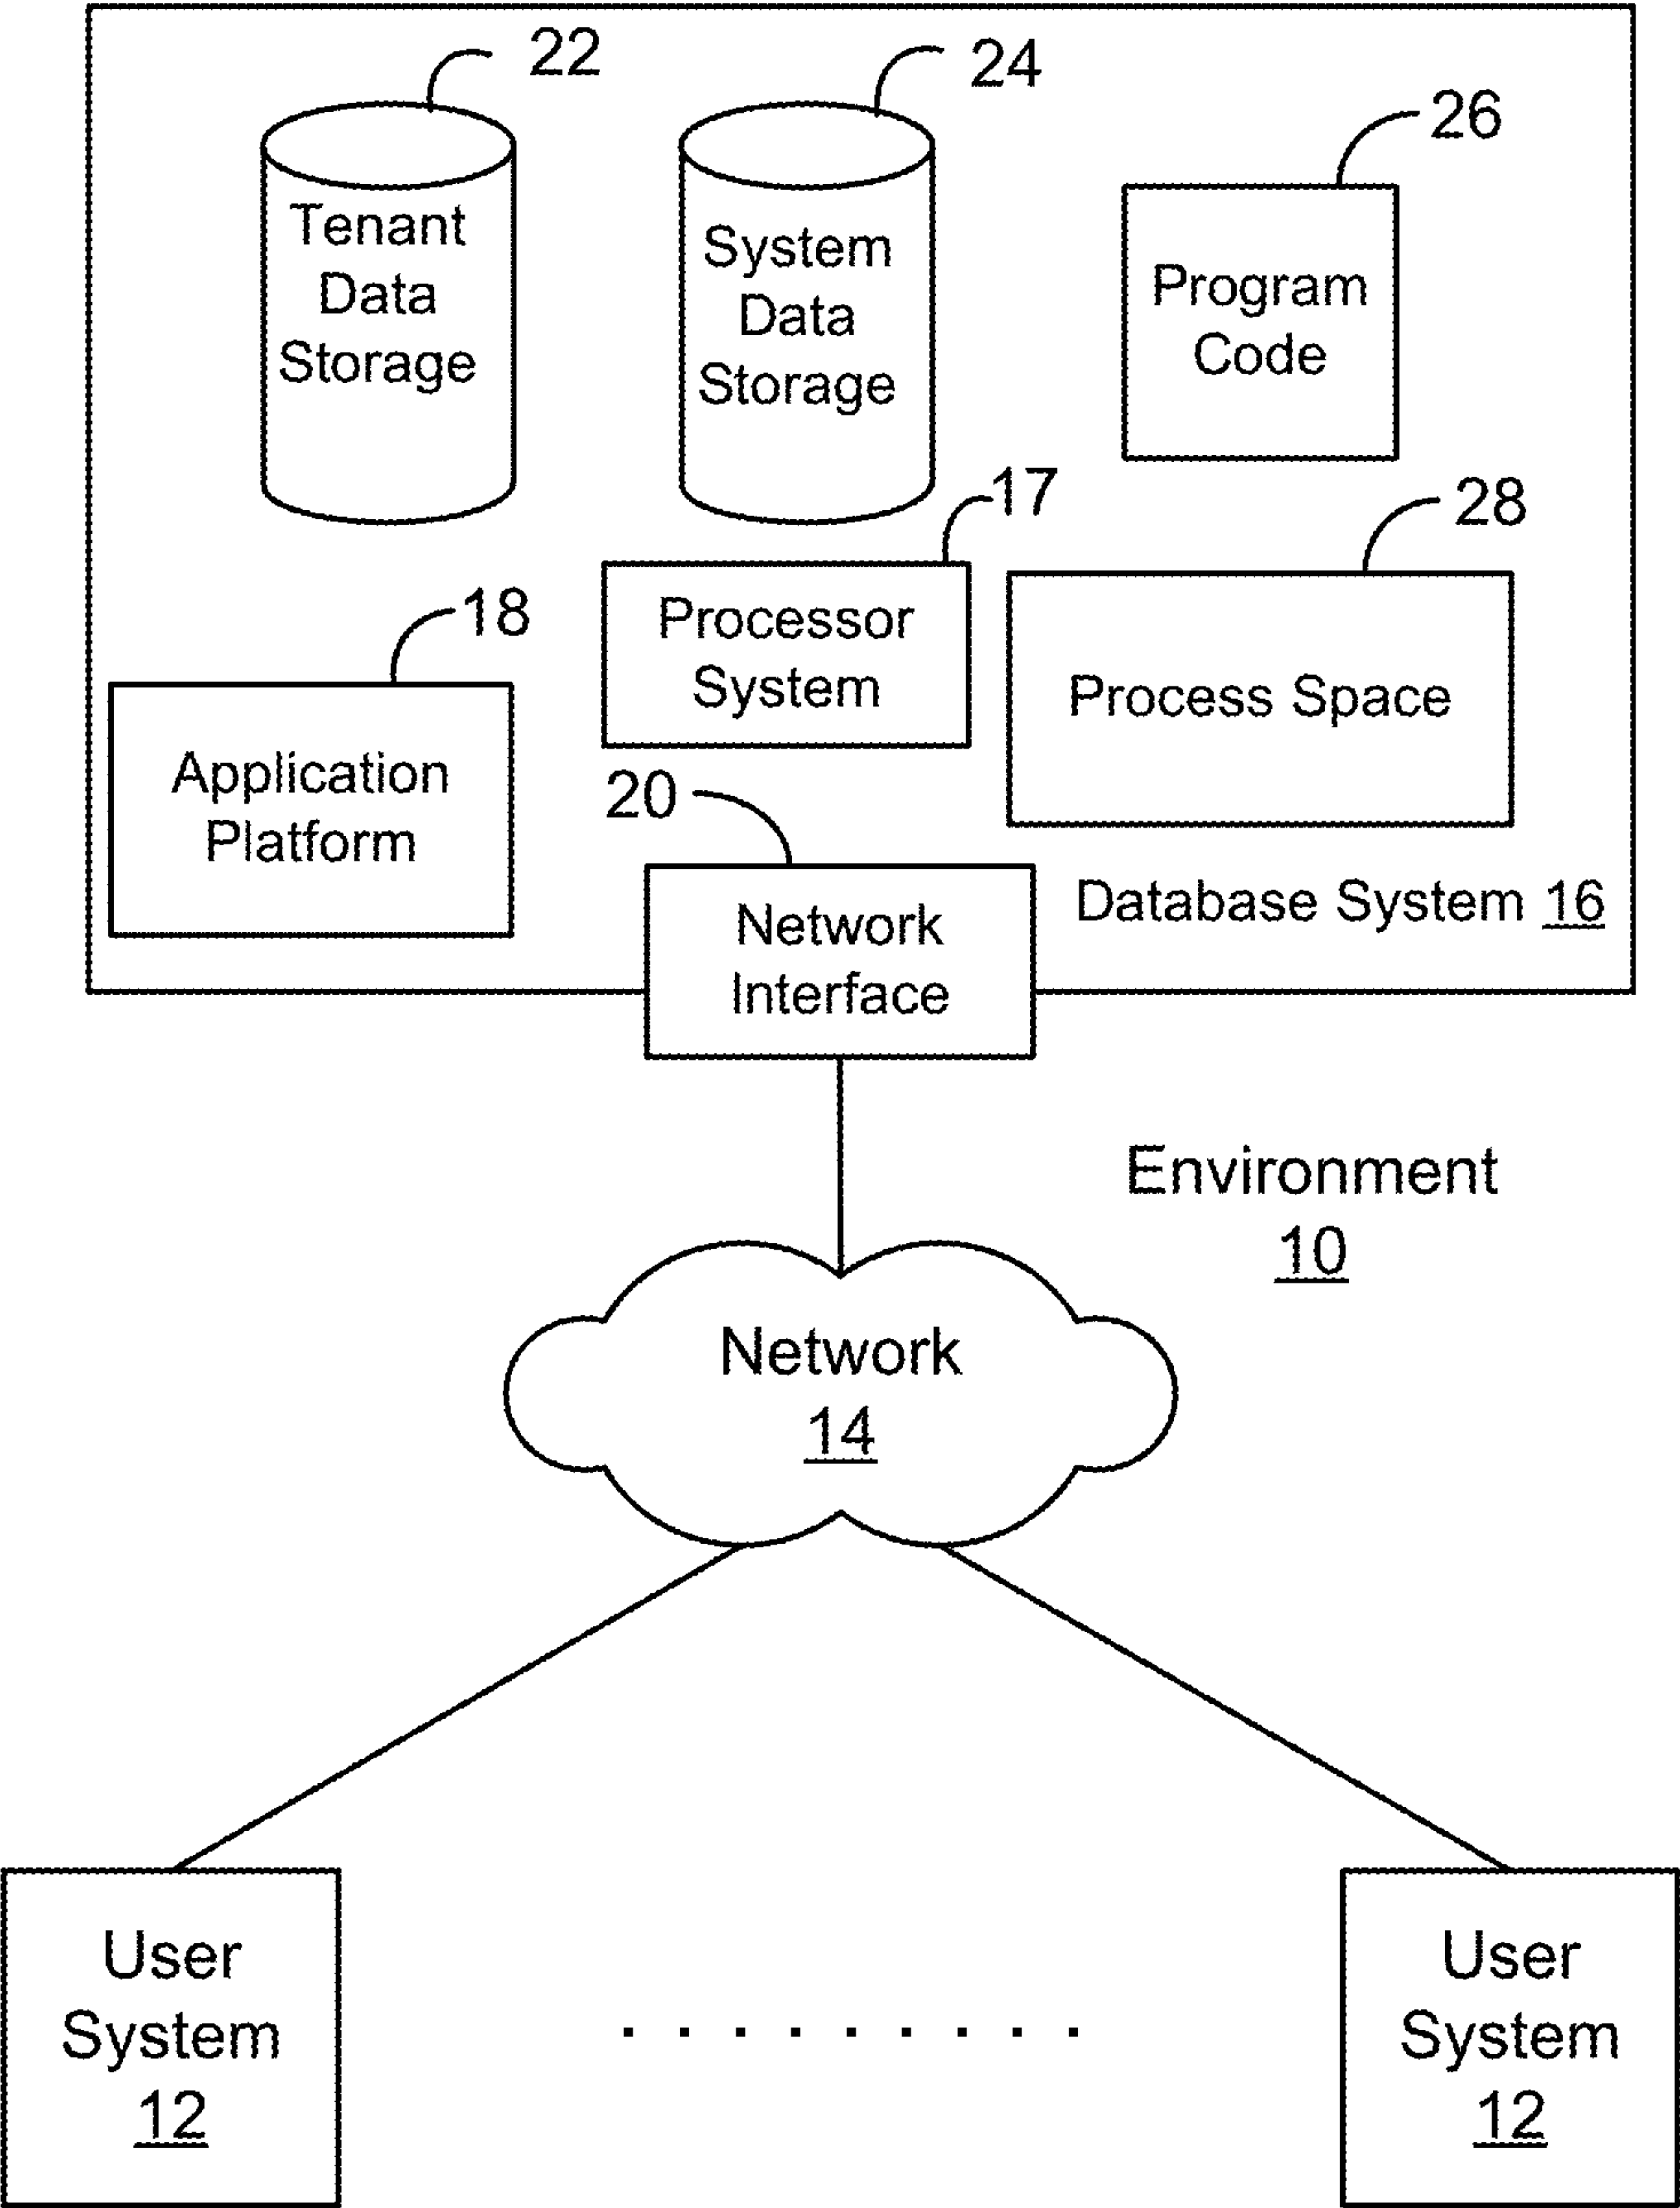 22
Tenant
Data
Storage
24
System
Data
Storage
26
Program
Code
17
Processor
System
28
Process Space
18
Application
Platform
20
Network
Interface
Database System 16
Environment
10
Network
14
User
System
12
User
System
12